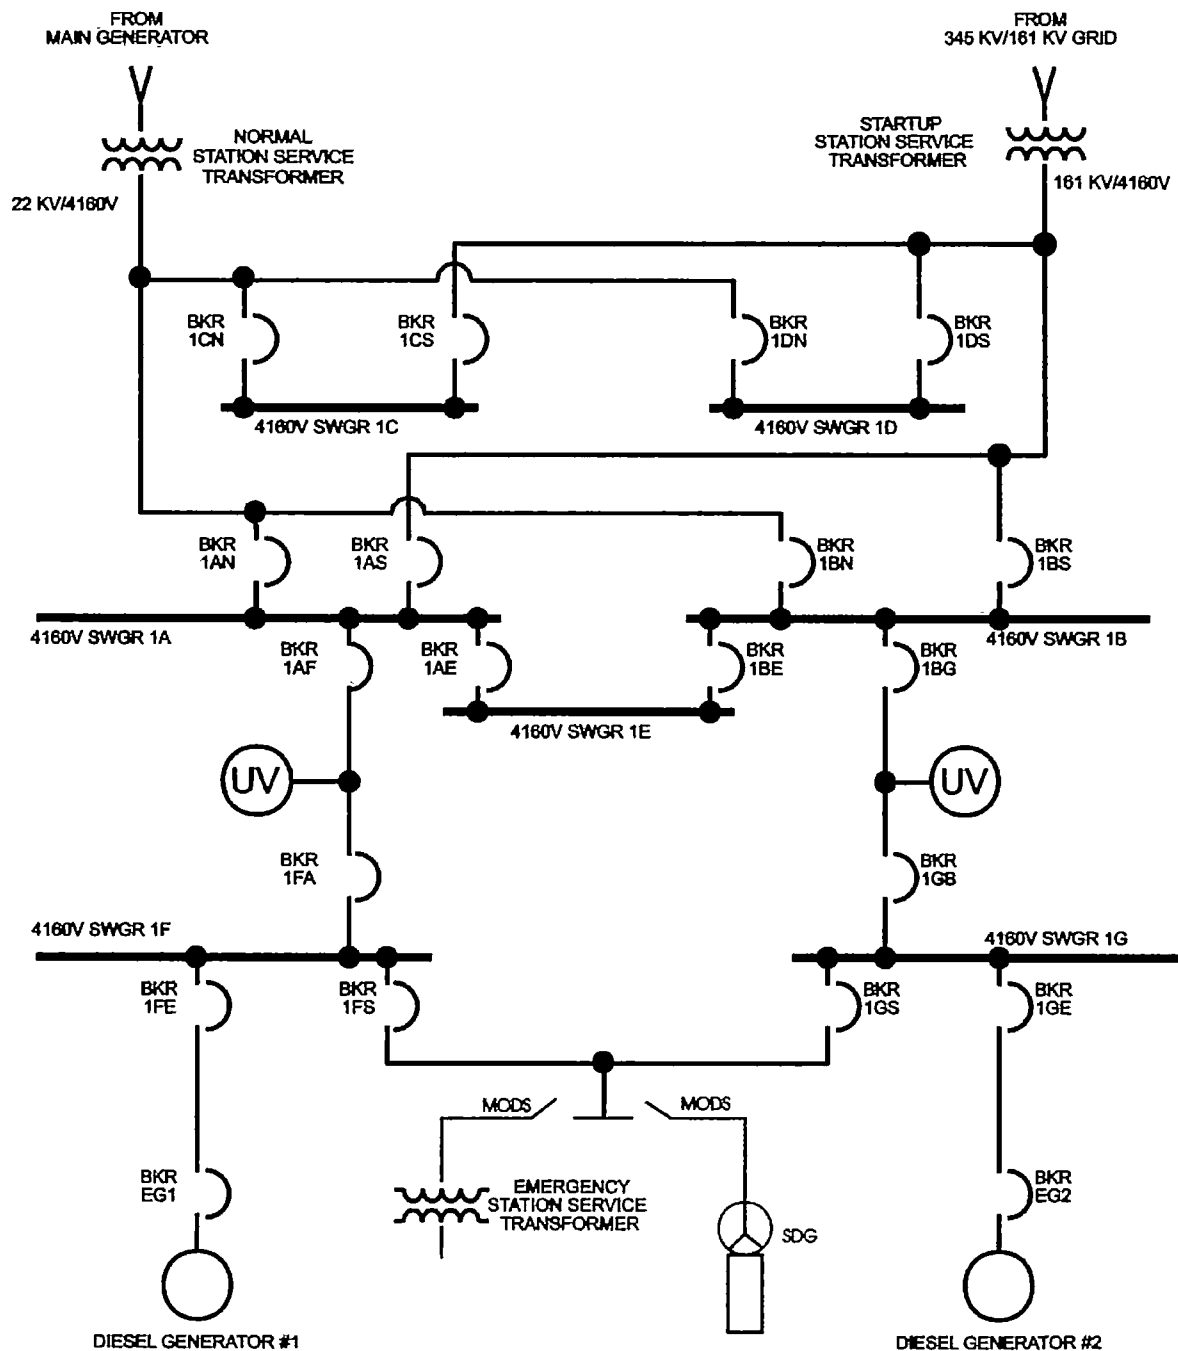 FROM
MAIN GENERATOR
FROM
345 KV/161 KV GRID
NORMAL
STATION SERVICE
TRANSFORMER
STARTUP
STATION SERVICE
TRANSFORMER
22 KV/4160V
161 KV/4160V
BKR
1CN
BKR
1CS
BKR
1DN
BKR
1DS
4160V SWGR 1C
4160V SWGR 1D
BKR
1AN
BKR
1AS
BKR
1BN
BKR
1BS
4160V SWGR 1A
BKR
1AF
BKR
1AE
BKR
1BE
BKR
1BG
4160V SWGR 1B
4160V SWGR 1E
UV
UV
BKR
1FA
BKR
1GB
4160V SWGR 1F
4160V SWGR 1G
BKR
1FE
BKR
1FS
BKR
1GS
BKR
1GE
MODS
MODS
BKR
EG1
EMERGENCY
STATION SERVICE
TRANSFORMER
SDG
BKR
EG2
DIESEL GENERATOR #1
DIESEL GENERATOR #2